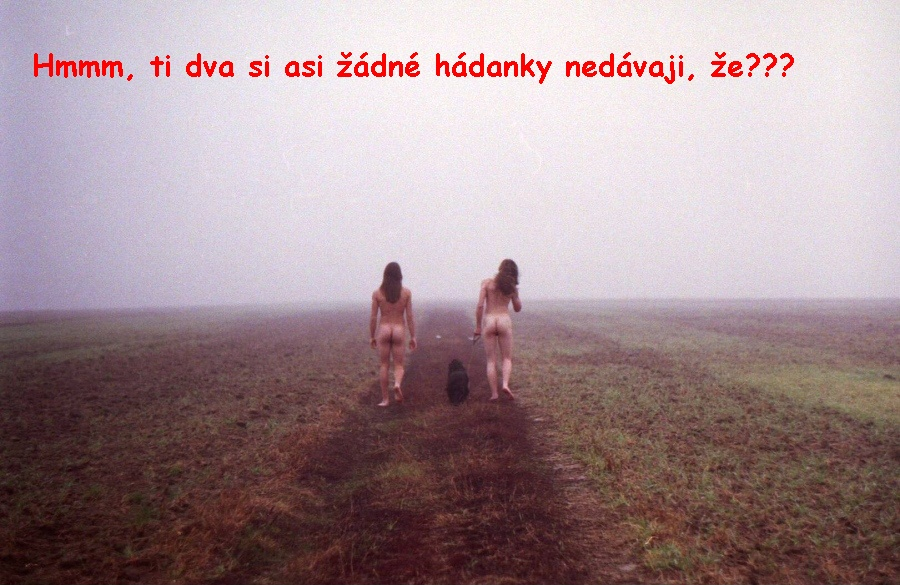 Hmmm, ti dva si asi žádné hádanky nedávaji, že???